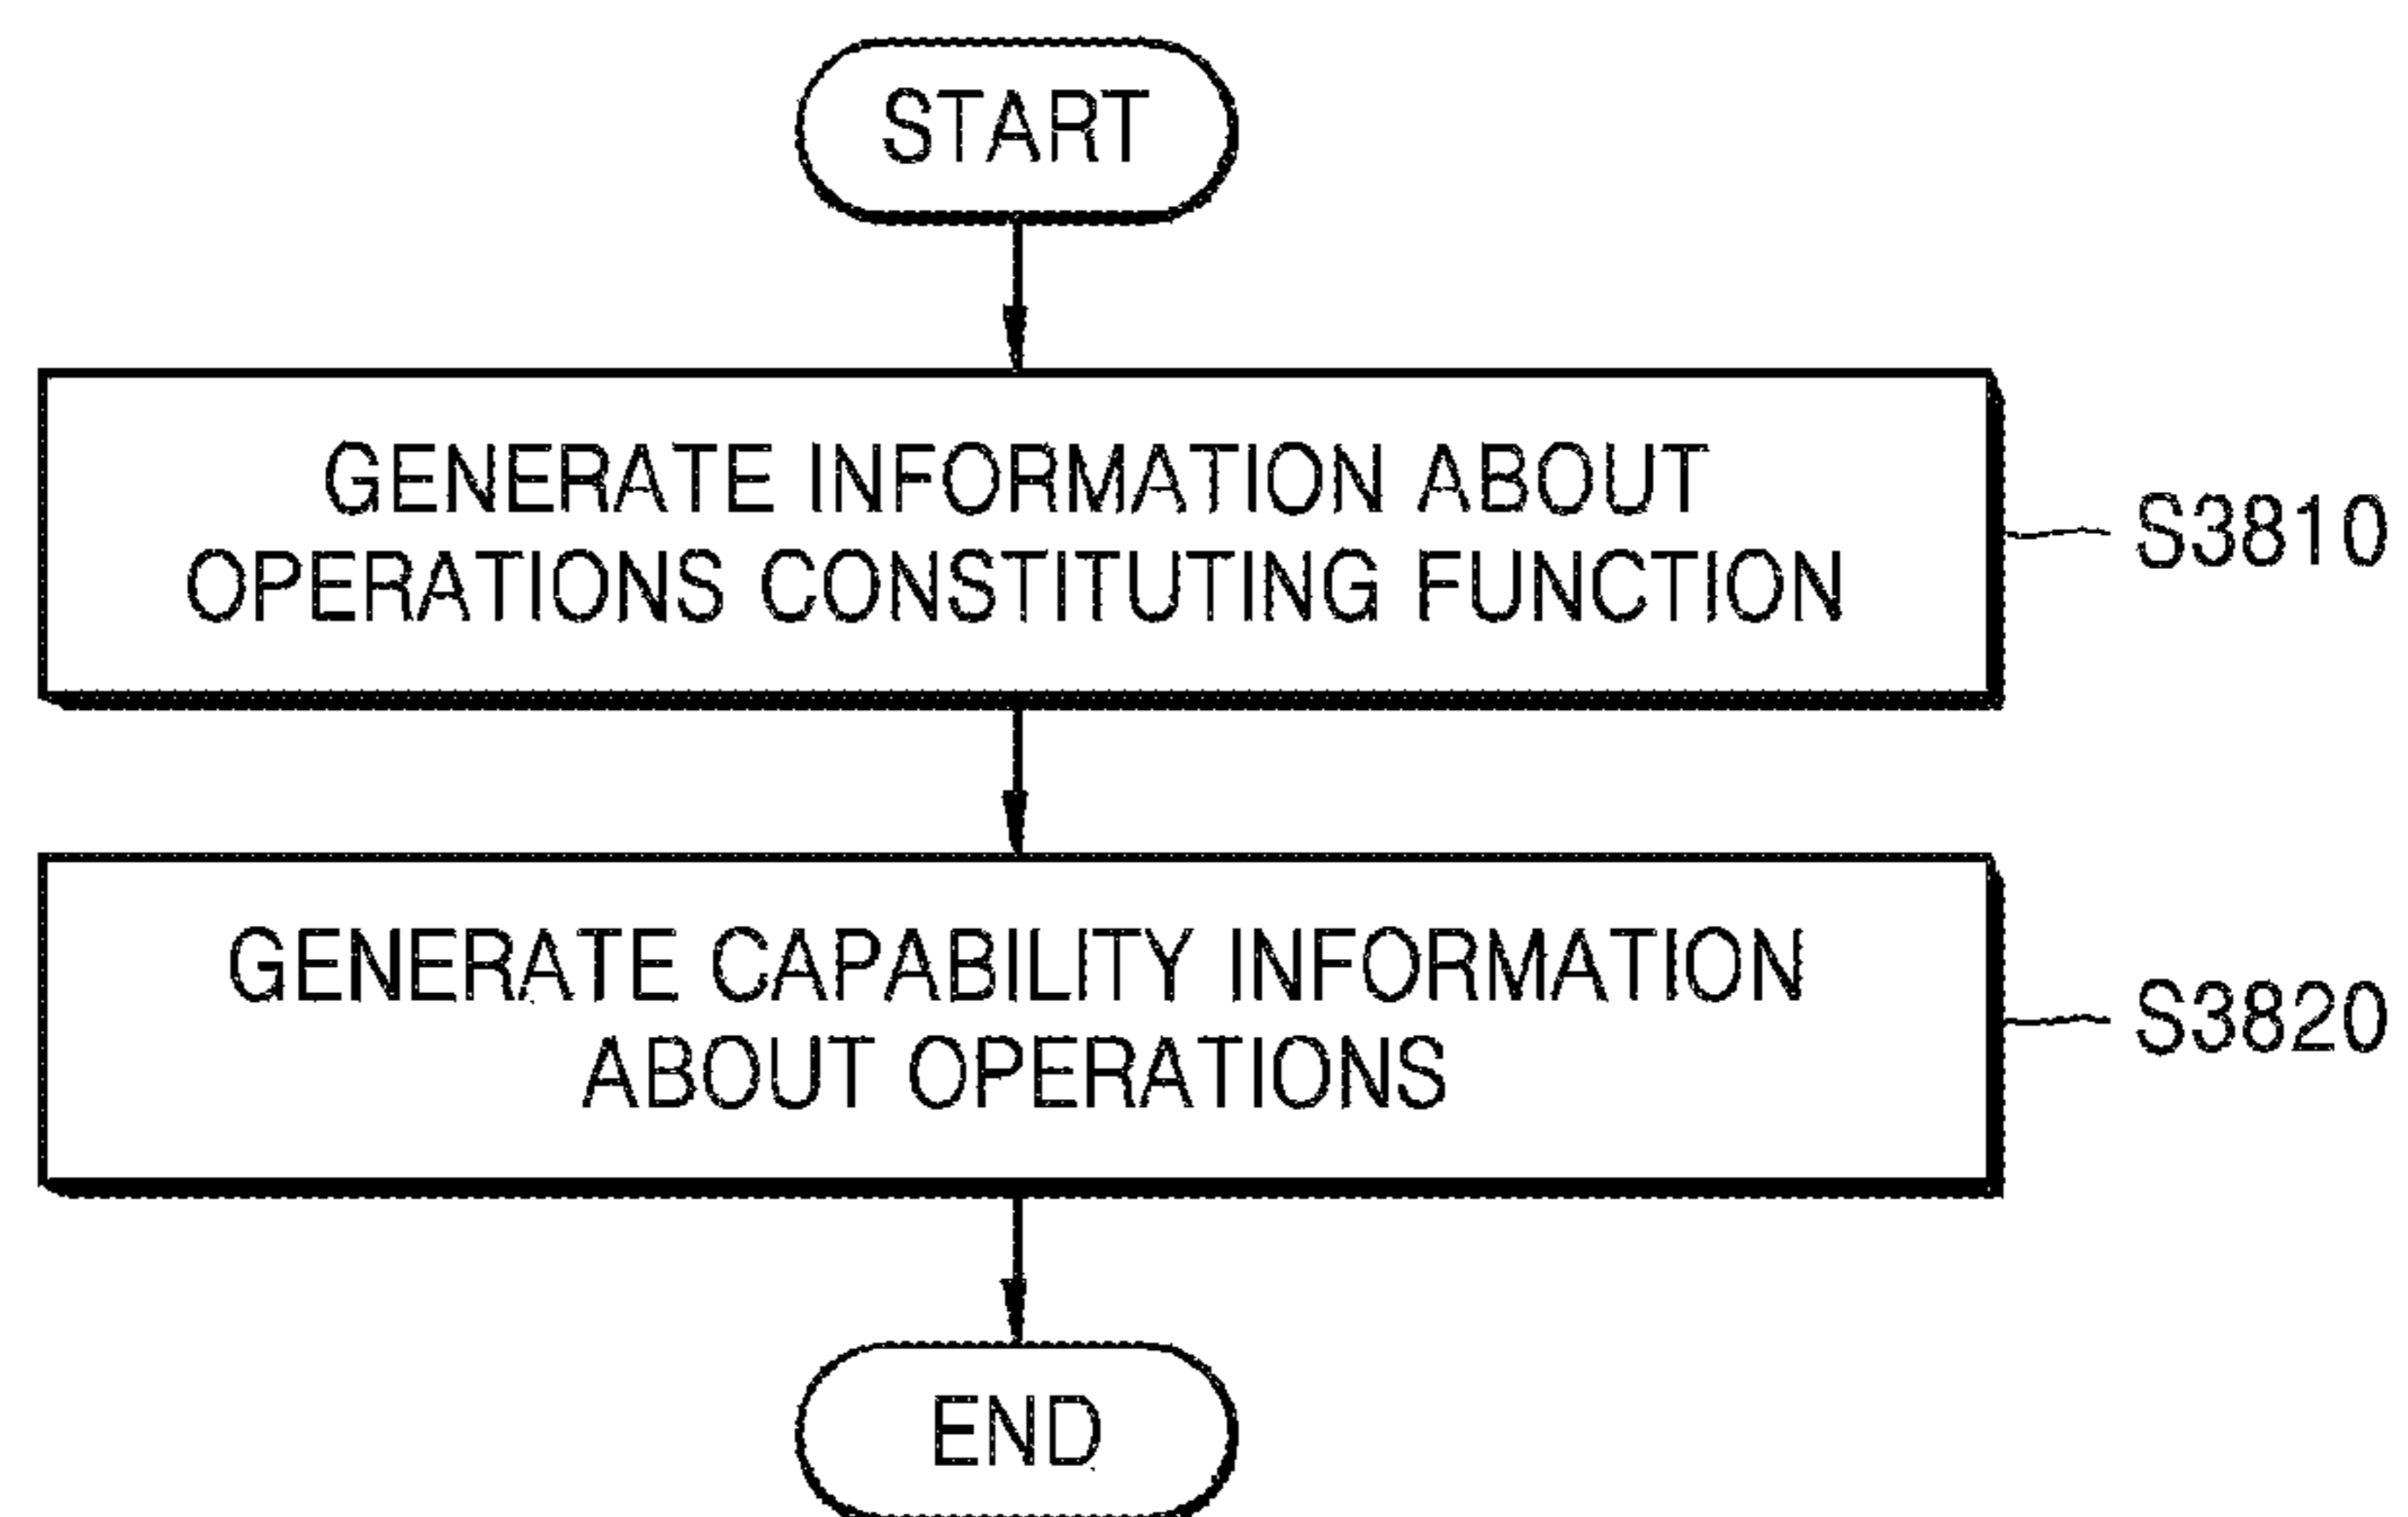 START
GENERATE INFORMATION ABOUT
OPERATIONS CONSTITUTING FUNCTION
S3810
GENERATE CAPABILITY INFORMATION
ABOUT OPERATIONS
S3820
END